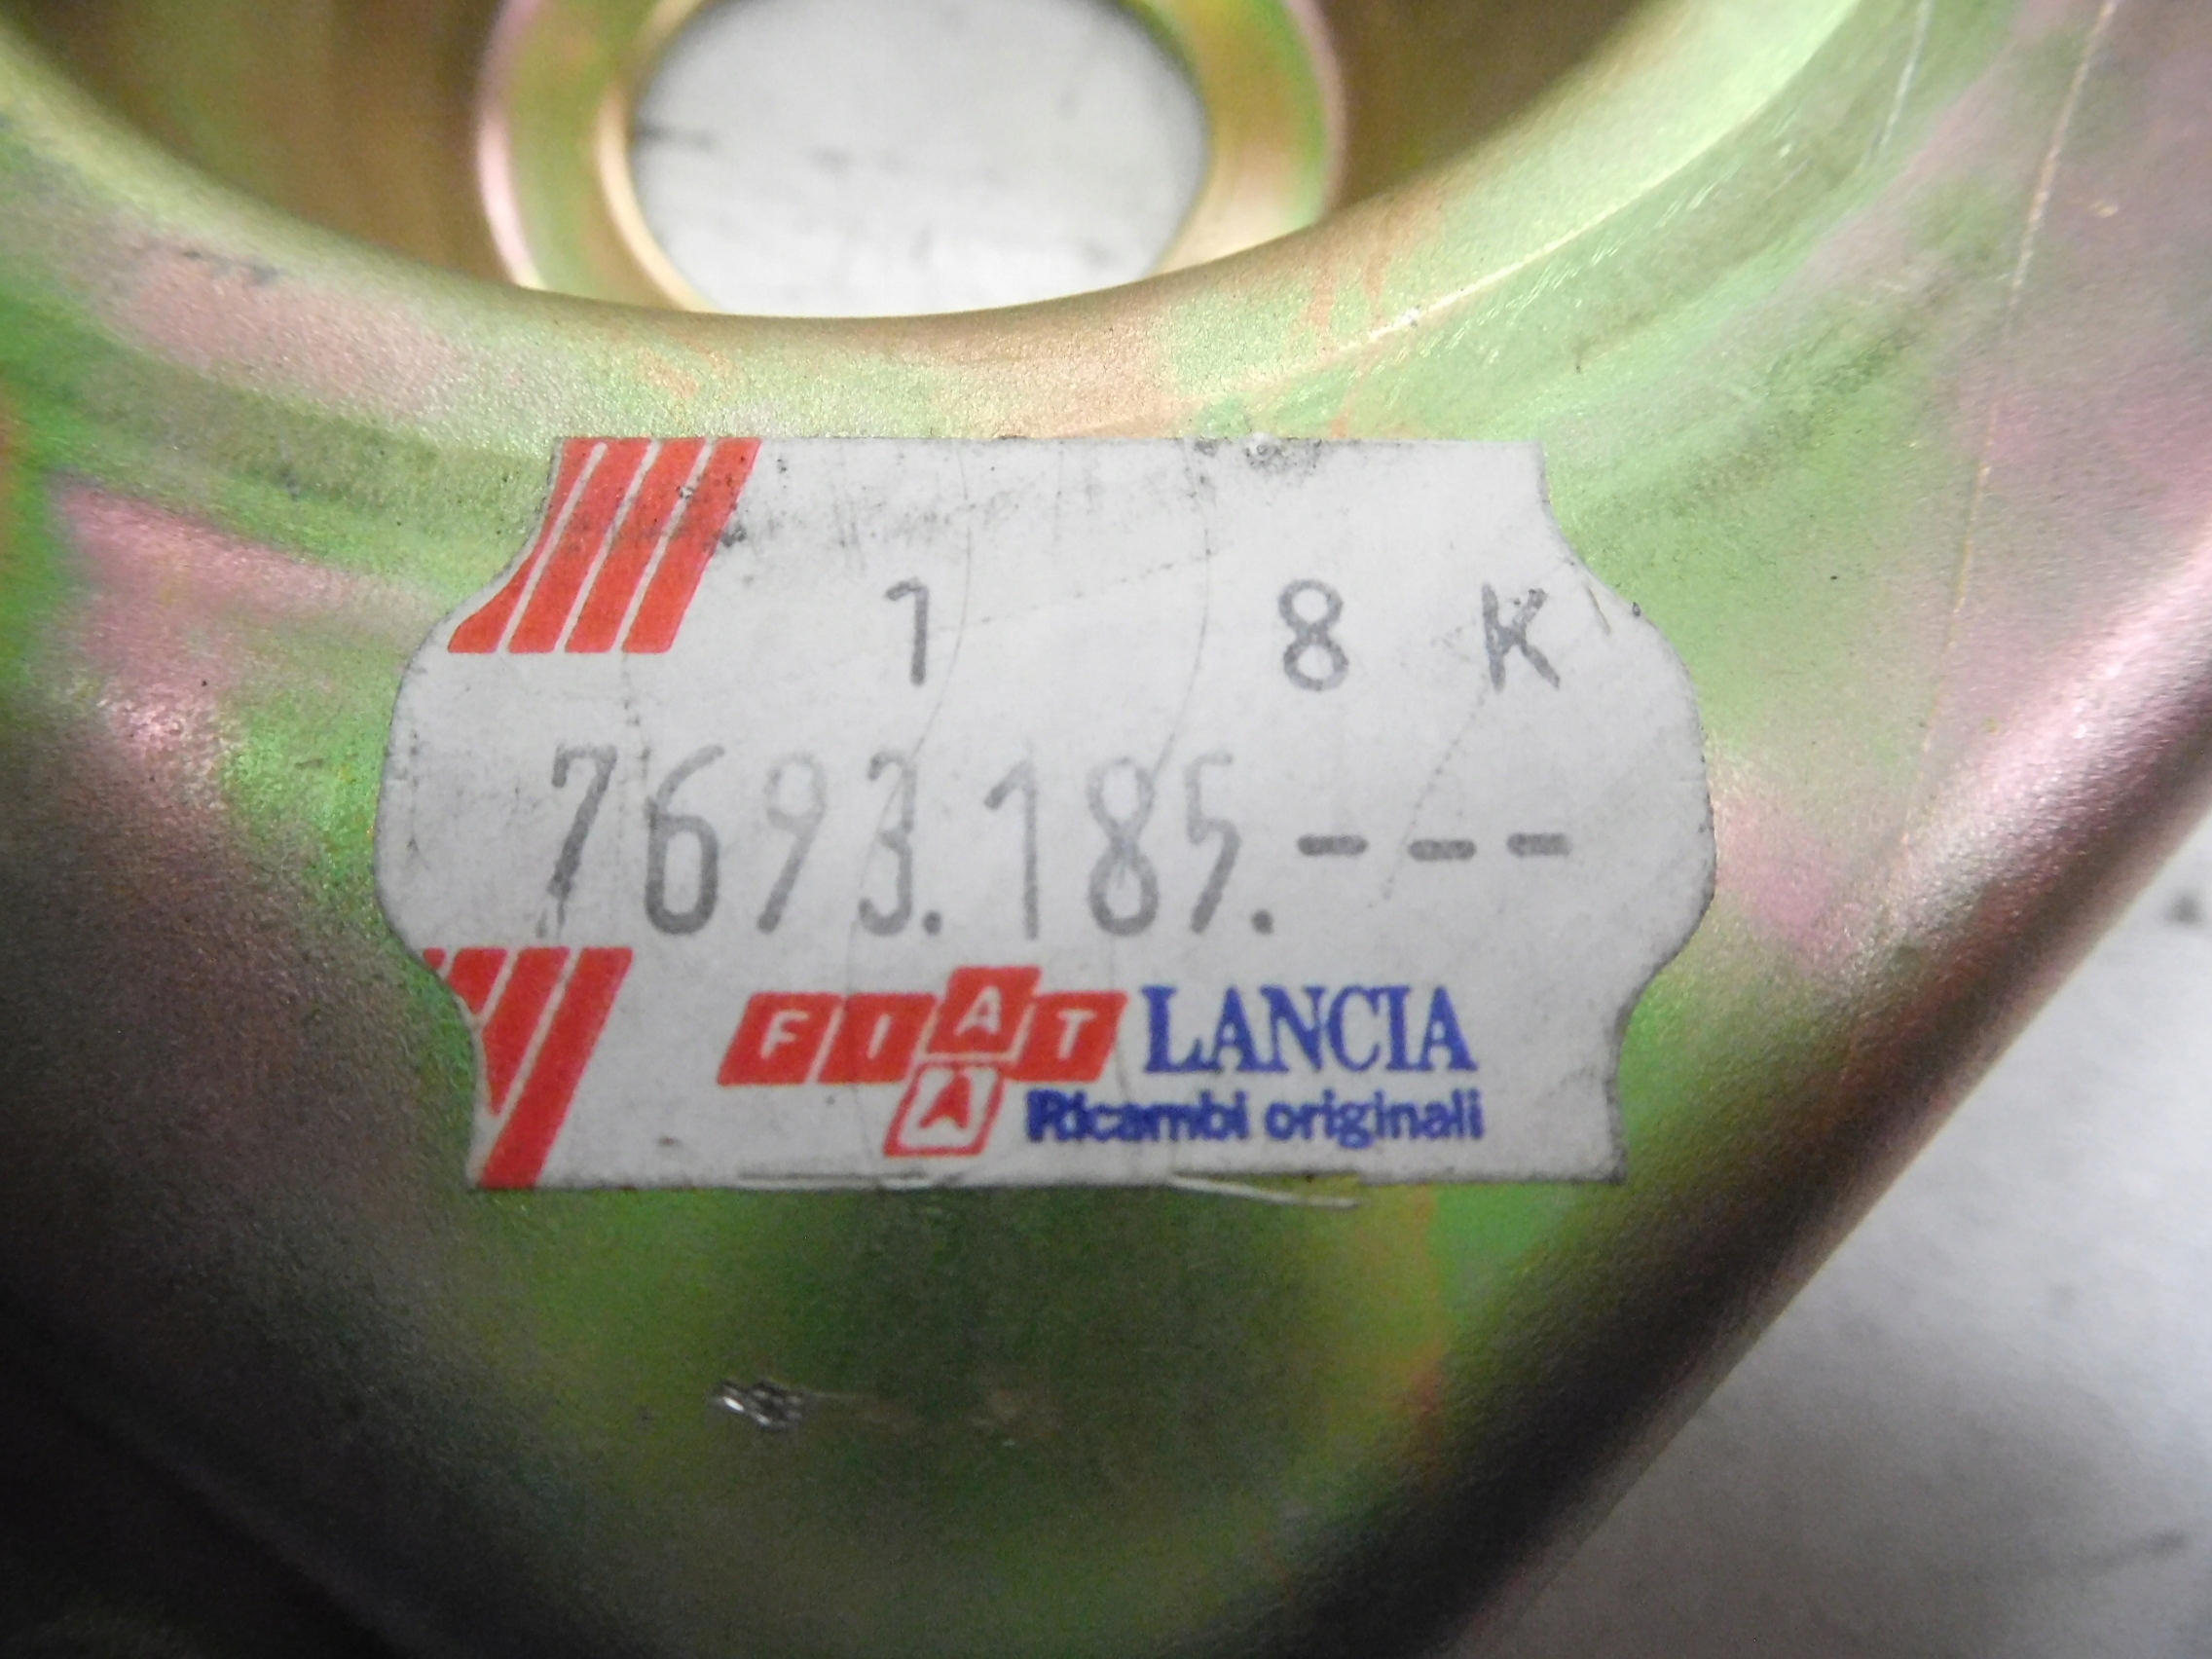 1 8 K
7693.185.---
FIAT LANCIA
A Ricambi originali